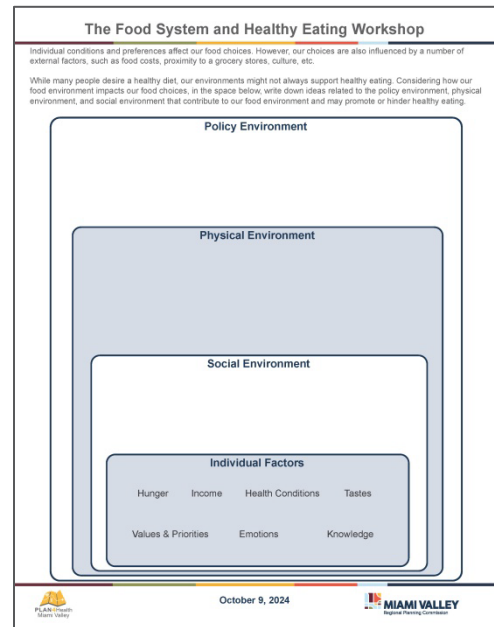 The Food System and Healthy Eating Workshop
Individual conditions and preferences affect our food choices. However, our choices are also influenced by a number of
external factors, such as food costs, proximity to a grocery stores, culture, etc.
While many people desire a healthy diet, our environments might not always support healthy eating. Considering how our
food environment impacts our food choices, in the space below, write down ideas related to the policy environment, physical
environment, and social environment that contribute to our food environment and may promote or hinder healthy eating.
Policy Environment
Physical Environment
Social Environment
Individual Factors
Hunger Income Health Conditions Tastes
Values & Priorities Emotions Knowledge
PLAN4Health
Miami Valley
October 9, 2024
MIAMI VALLEY
Regional Planning Commission